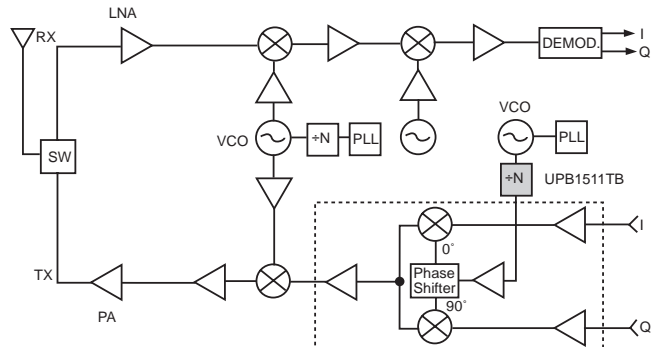 LNA
RX
DEMOD.
I
Q
VCO
VCO
÷N
PLL
PLL
SW
÷N
UPB1511TB
0°
I
TX
Phase
Shifter
90°
PA
Q